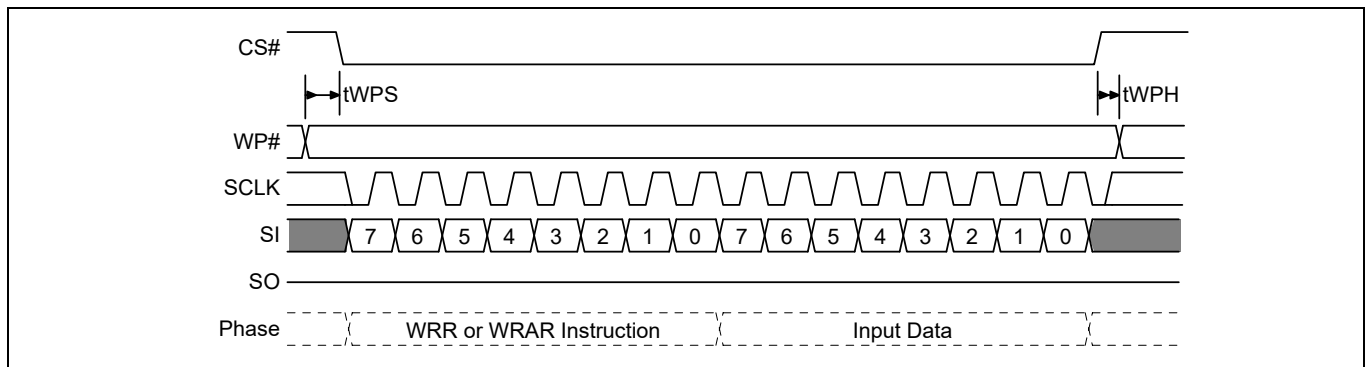 CS#
tWPS tWPH
WP#
SCLK
SI 7 6 5 4 3 2 1 0 7 6 5 4 3 2 1 0
SO
Phase WRR or WRAR Instruction Input Data